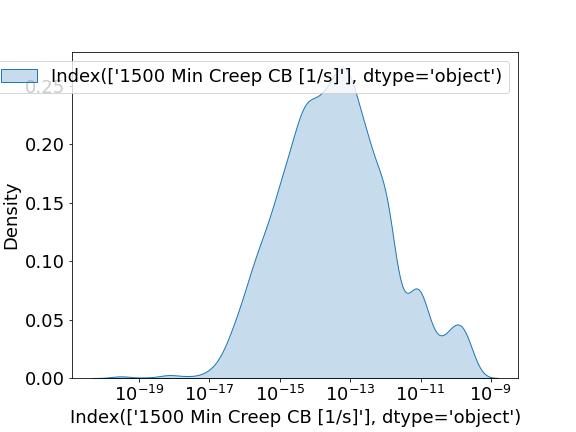 Index(['1500 Min Creep CB [1/s]'], dtype='object')
0.25
0.20
0.15
0.10
0.05
0.00
Density
10⁻¹⁹ 10⁻¹⁷ 10⁻¹⁵ 10⁻¹³ 10⁻¹¹ 10⁻⁹
Index(['1500 Min Creep CB [1/s]'], dtype='object')